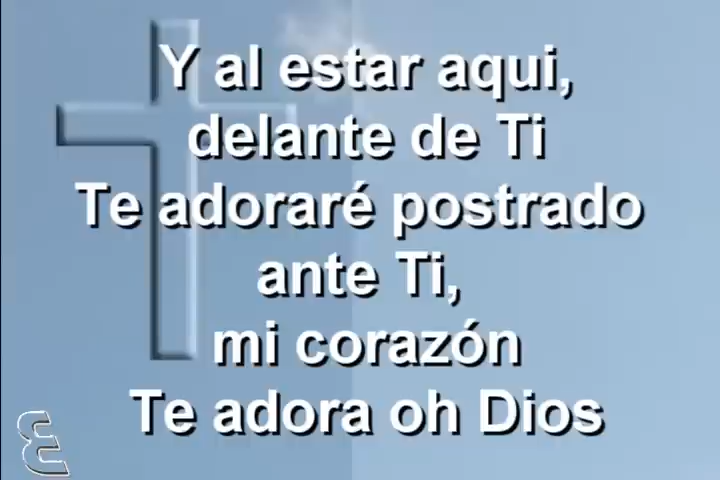 Y al estar aqui,
delante de Ti
Te adoraré postrado
ante Ti,
mi corazón
Te adora oh Dios